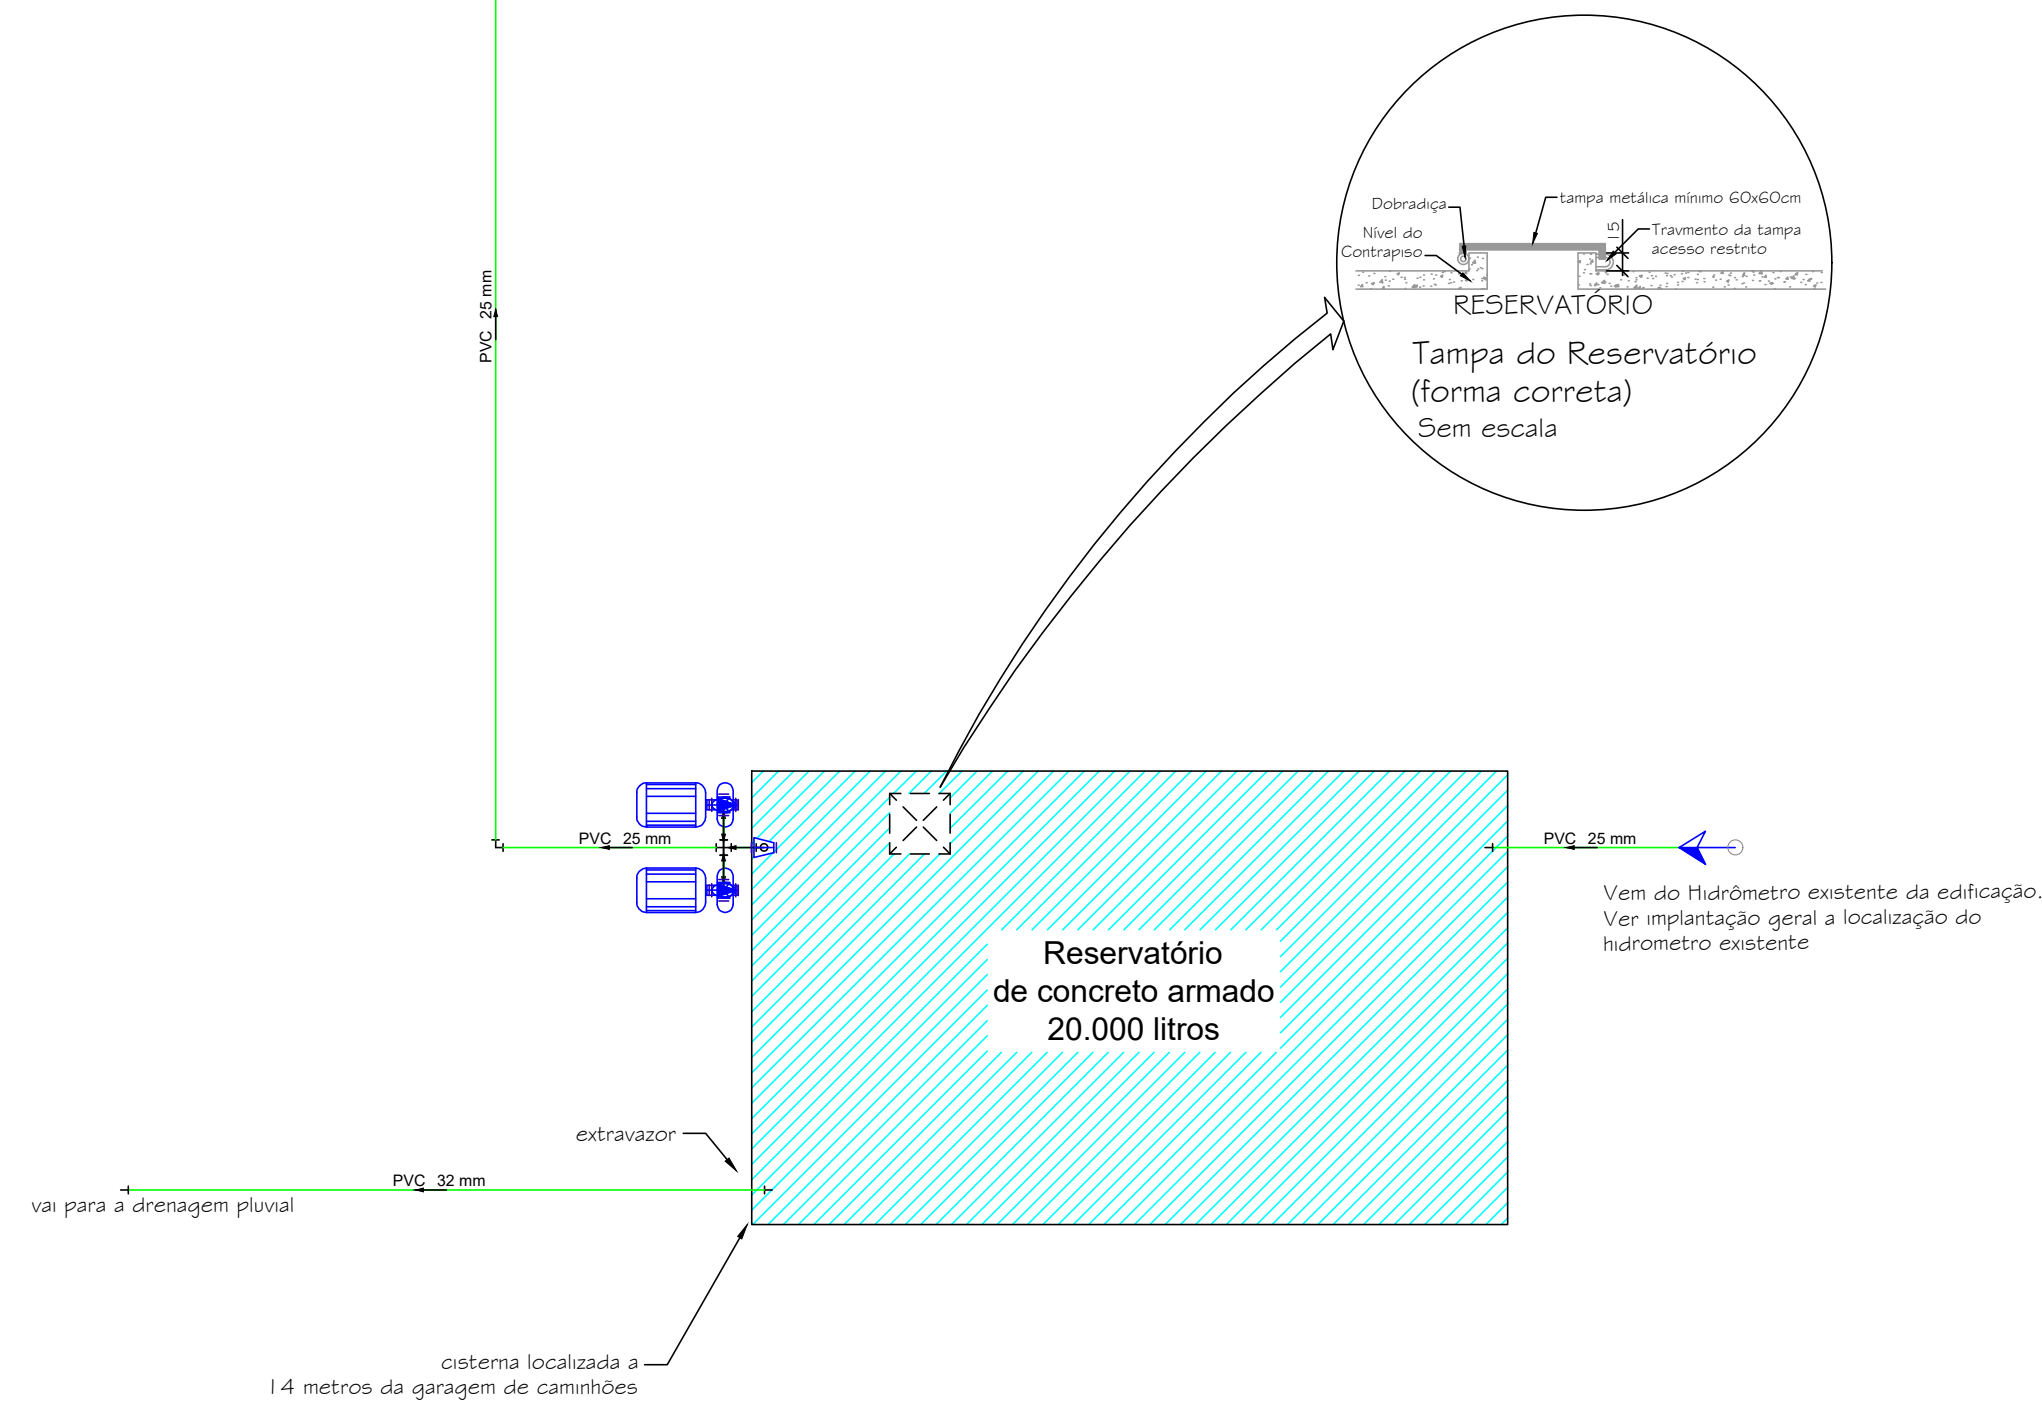 Dobradiça
tampa metálica mínimo 60x60cm
Nível do
Contrapiso
15
Travmento da tampa
acesso restrito
RESERVATÓRIO
Tampa do Reservatório
(forma correta)
Sem escala
PVC 25 mm
PVC 25 mm
PVC 25 mm
Vem do Hidrômetro existente da edificação.
Ver implantação geral a localização do
hidrometro existente
Reservatório
de concreto armado
20.000 litros
extravazor
PVC 32 mm
vai para a drenagem pluvial
cisterna localizada a
14 metros da garagem de caminhões